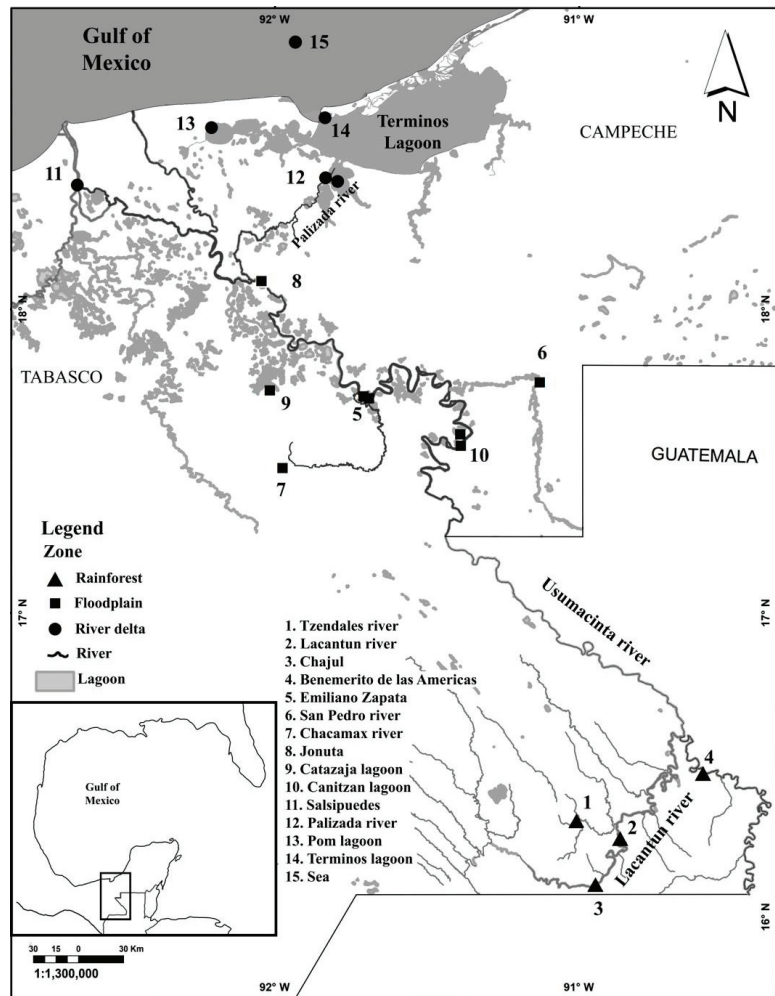 92° W
91° W
Gulf of
Mexico
15
N
13
14
Terminos
Lagoon
CAMPECHE
11
12
Palizada river
8
18° N
18° N
TABASCO
6
9
5
10
GUATEMALA
7
Legend
Zone
Rainforest
Floodplain
River delta
River
Lagoon
17° N
17° N
Usumacinta river
1. Tzendales river
2. Lacantun river
3. Chajul
4. Benemerito de las Americas
5. Emiliano Zapata
6. San Pedro river
7. Chacamax river
8. Jonuta
9. Catazaja lagoon
10. Canitzan lagoon
11. Salsipuedes
12. Palizada river
13. Pom lagoon
14. Terminos lagoon
15. Sea
4
1
2
Lacantun river
3
16° N
Gulf of
Mexico
30 15 0 30 Km
1:1,300,000
92° W
91° W